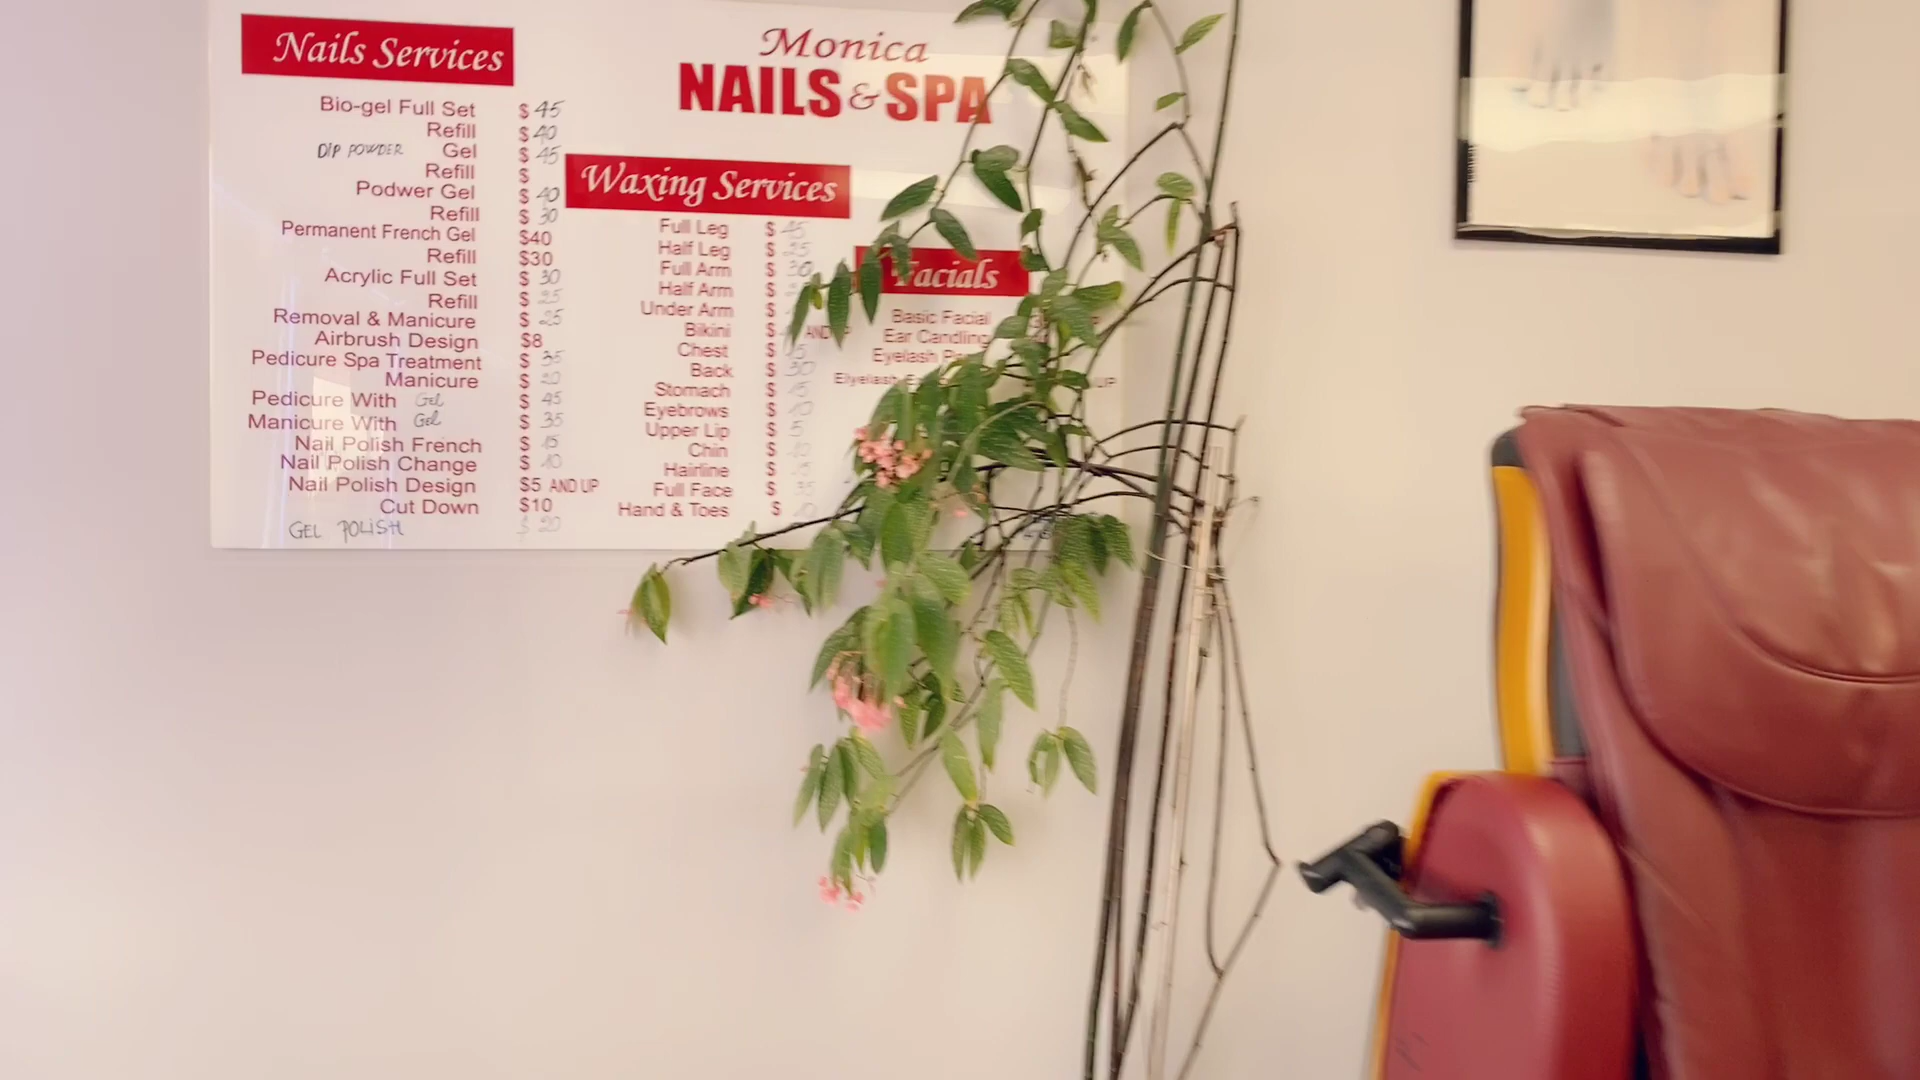 Nails Services
Bio-gel Full Set $ 45
Refill $ 40
DIP POWDER Gel $ 45
Refill $
Podwer Gel $ 40
Refill $ 30
Permanent French Gel $40
Refill $30
Acrylic Full Set $ 30
Refill $ 25
Removal & Manicure $ 25
Airbrush Design $8
Pedicure Spa Treatment $ 35
Manicure $ 20
Pedicure With Gel $ 45
Manicure With Gel $ 35
Nail Polish French $ 15
Nail Polish Change $ 10
Nail Polish Design $5 AND UP
Cut Down $10
GEL POLISH $ 20
Monica
NAILS & SPA
Waxing Services
Full Leg $ 45
Half Leg $ 25
Full Arm $ 30
Half Arm $
Under Arm $
Bikini $ AND
Chest $ 15
Back $ 30
Stomach $ 15
Eyebrows $ 10
Upper Lip $ 5
Chin $ 10
Hairline $ 15
Full Face $ 35
Hand & Toes $ 10
Facials
Basic Facial
Ear Candling
Eyelash
UP